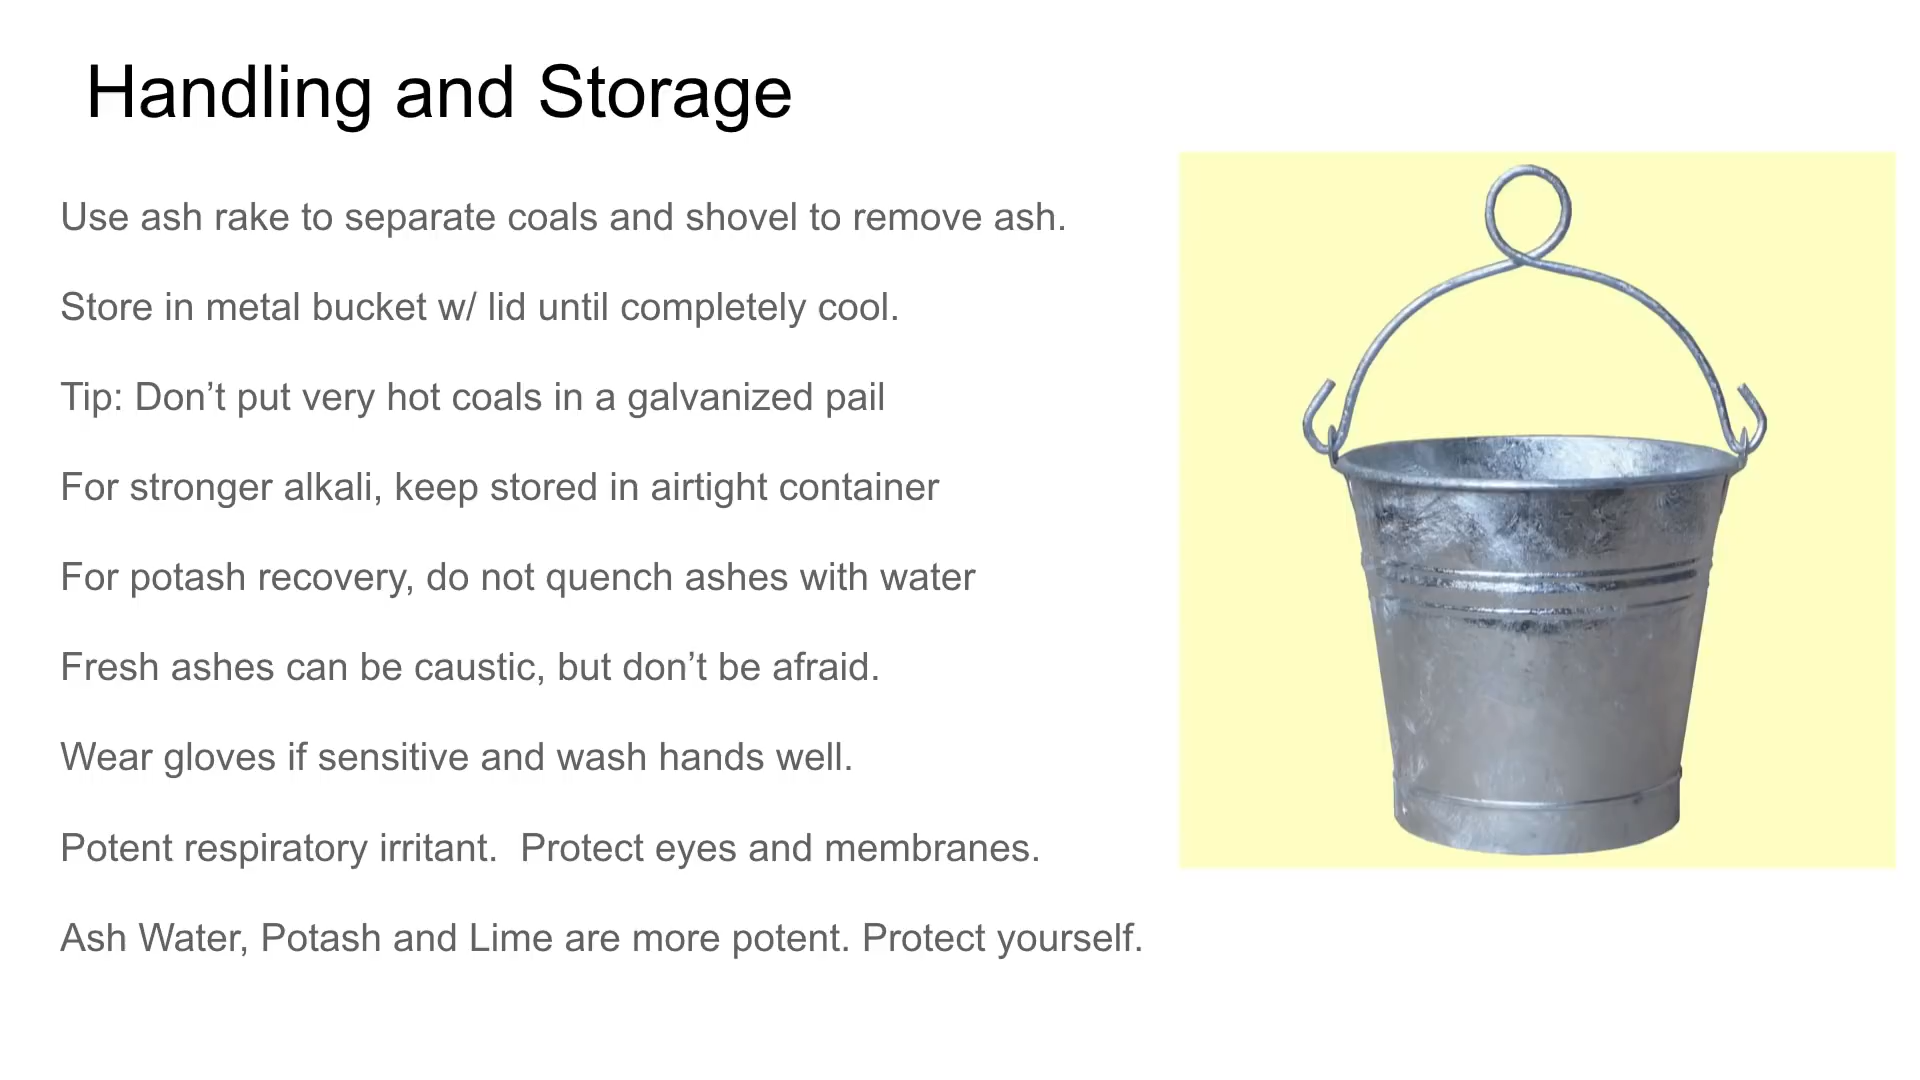 Handling and Storage
Use ash rake to separate coals and shovel to remove ash.
Store in metal bucket w/ lid until completely cool.
Tip: Don’t put very hot coals in a galvanized pail
For stronger alkali, keep stored in airtight container
For potash recovery, do not quench ashes with water
Fresh ashes can be caustic, but don’t be afraid.
Wear gloves if sensitive and wash hands well.
Potent respiratory irritant.  Protect eyes and membranes.
Ash Water, Potash and Lime are more potent. Protect yourself.